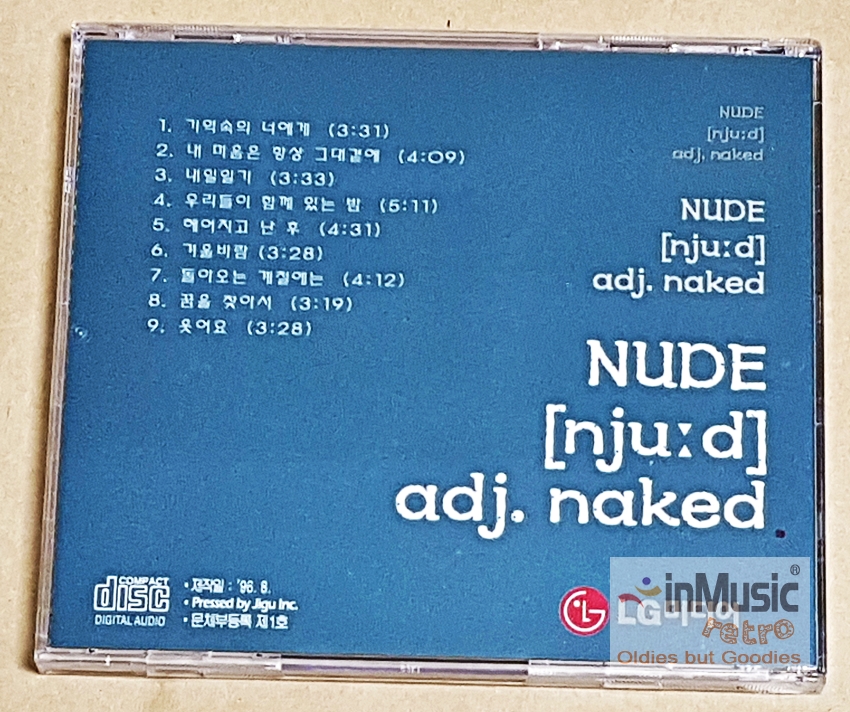 1. 기억속의 너에게 (3:31)
2. 내 마음은 항상 그대곁에 (4:09)
3. 내일일기 (3:33)
4. 우리들이 함께 있는 밤 (5:11)
5. 헤어지고 난 후 (4:31)
6. 겨울바람 (3:28)
7. 돌아오는 계절에는 (4:12)
8. 꿈을 찾아서 (3:19)
9. 웃어요 (3:28)
NUDE
[nju:d]
adj. naked
NUDE
[nju:d]
adj. naked
NUDE
[nju:d]
adj. naked
COMPACT
disc
DIGITAL AUDIO
• 제작일 : '96. 8.
• Pressed by Jigu Inc.
• 문체부등록 제1호
LG미디어
inMusic®
retro
Oldies but Goodies